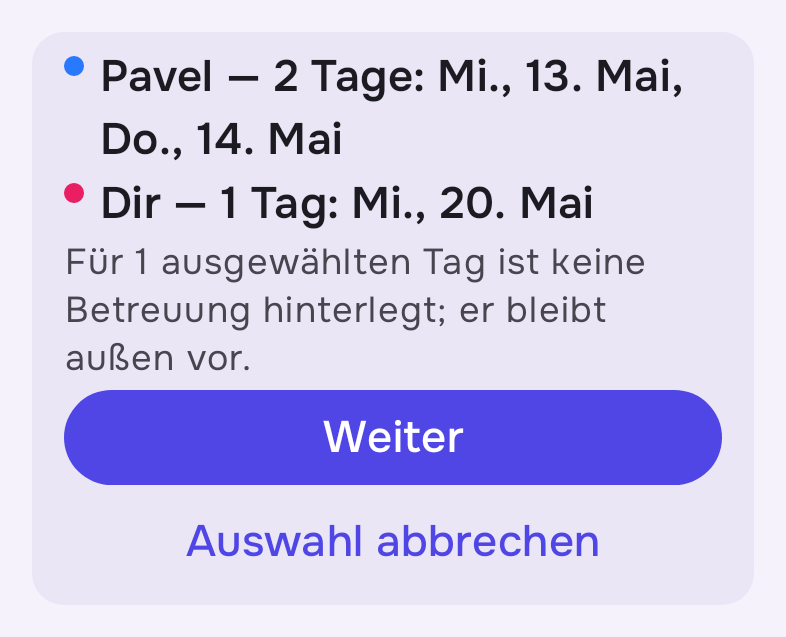 Pavel — 2 Tage: Mi., 13. Mai,
Do., 14. Mai
Dir — 1 Tag: Mi., 20. Mai
Für 1 ausgewählten Tag ist keine
Betreuung hinterlegt; er bleibt
außen vor.
Weiter
Auswahl abbrechen